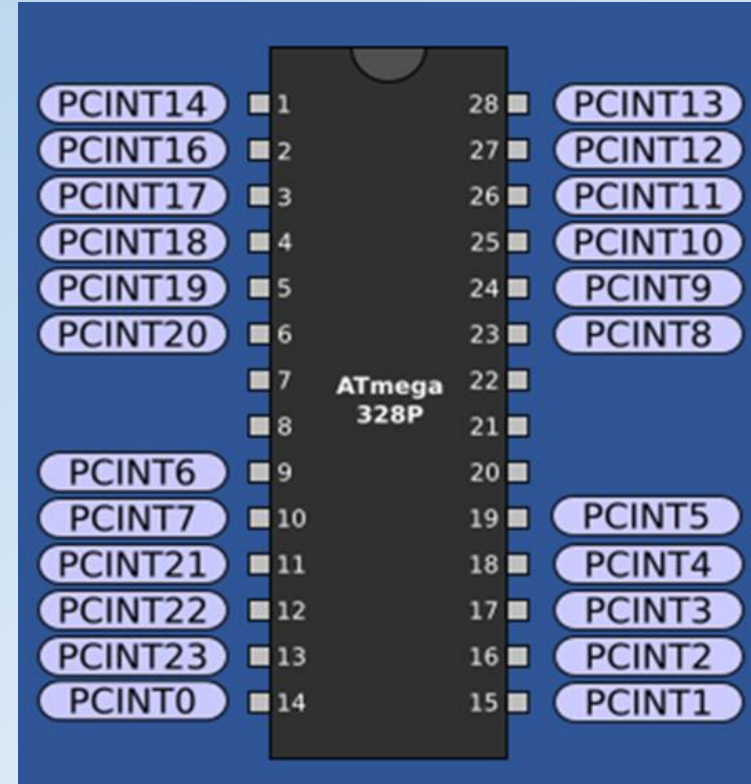 PCINT14 1 28 PCINT13
PCINT16 2 27 PCINT12
PCINT17 3 26 PCINT11
PCINT18 4 25 PCINT10
PCINT19 5 24 PCINT9
PCINT20 6 23 PCINT8
7 ATmega 22
8 328P 21
PCINT6 9 20
PCINT7 10 19 PCINT5
PCINT21 11 18 PCINT4
PCINT22 12 17 PCINT3
PCINT23 13 16 PCINT2
PCINT0 14 15 PCINT1